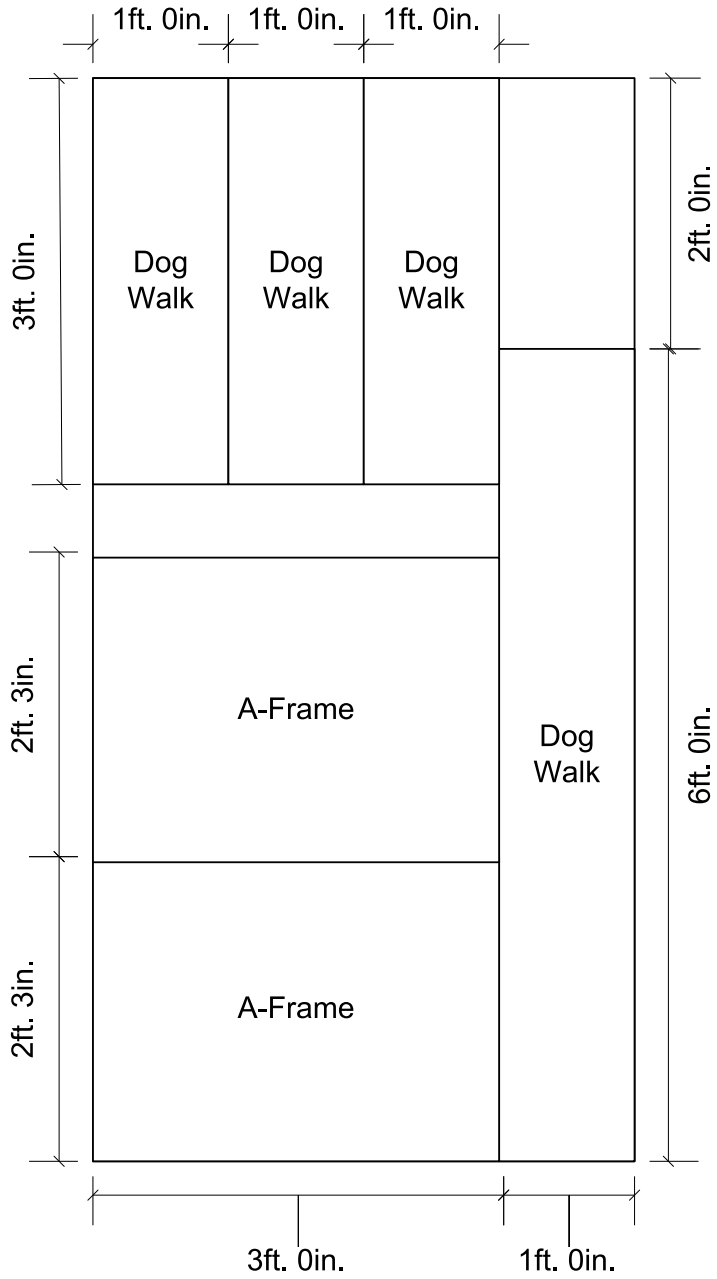 1ft. 0in. 1ft. 0in. 1ft. 0in.
3ft. 0in.
Dog
Walk
Dog
Walk
Dog
Walk
2ft. 0in.
2ft. 3in.
A-Frame
Dog
Walk
6ft. 0in.
2ft. 3in.
A-Frame
3ft. 0in. 1ft. 0in.